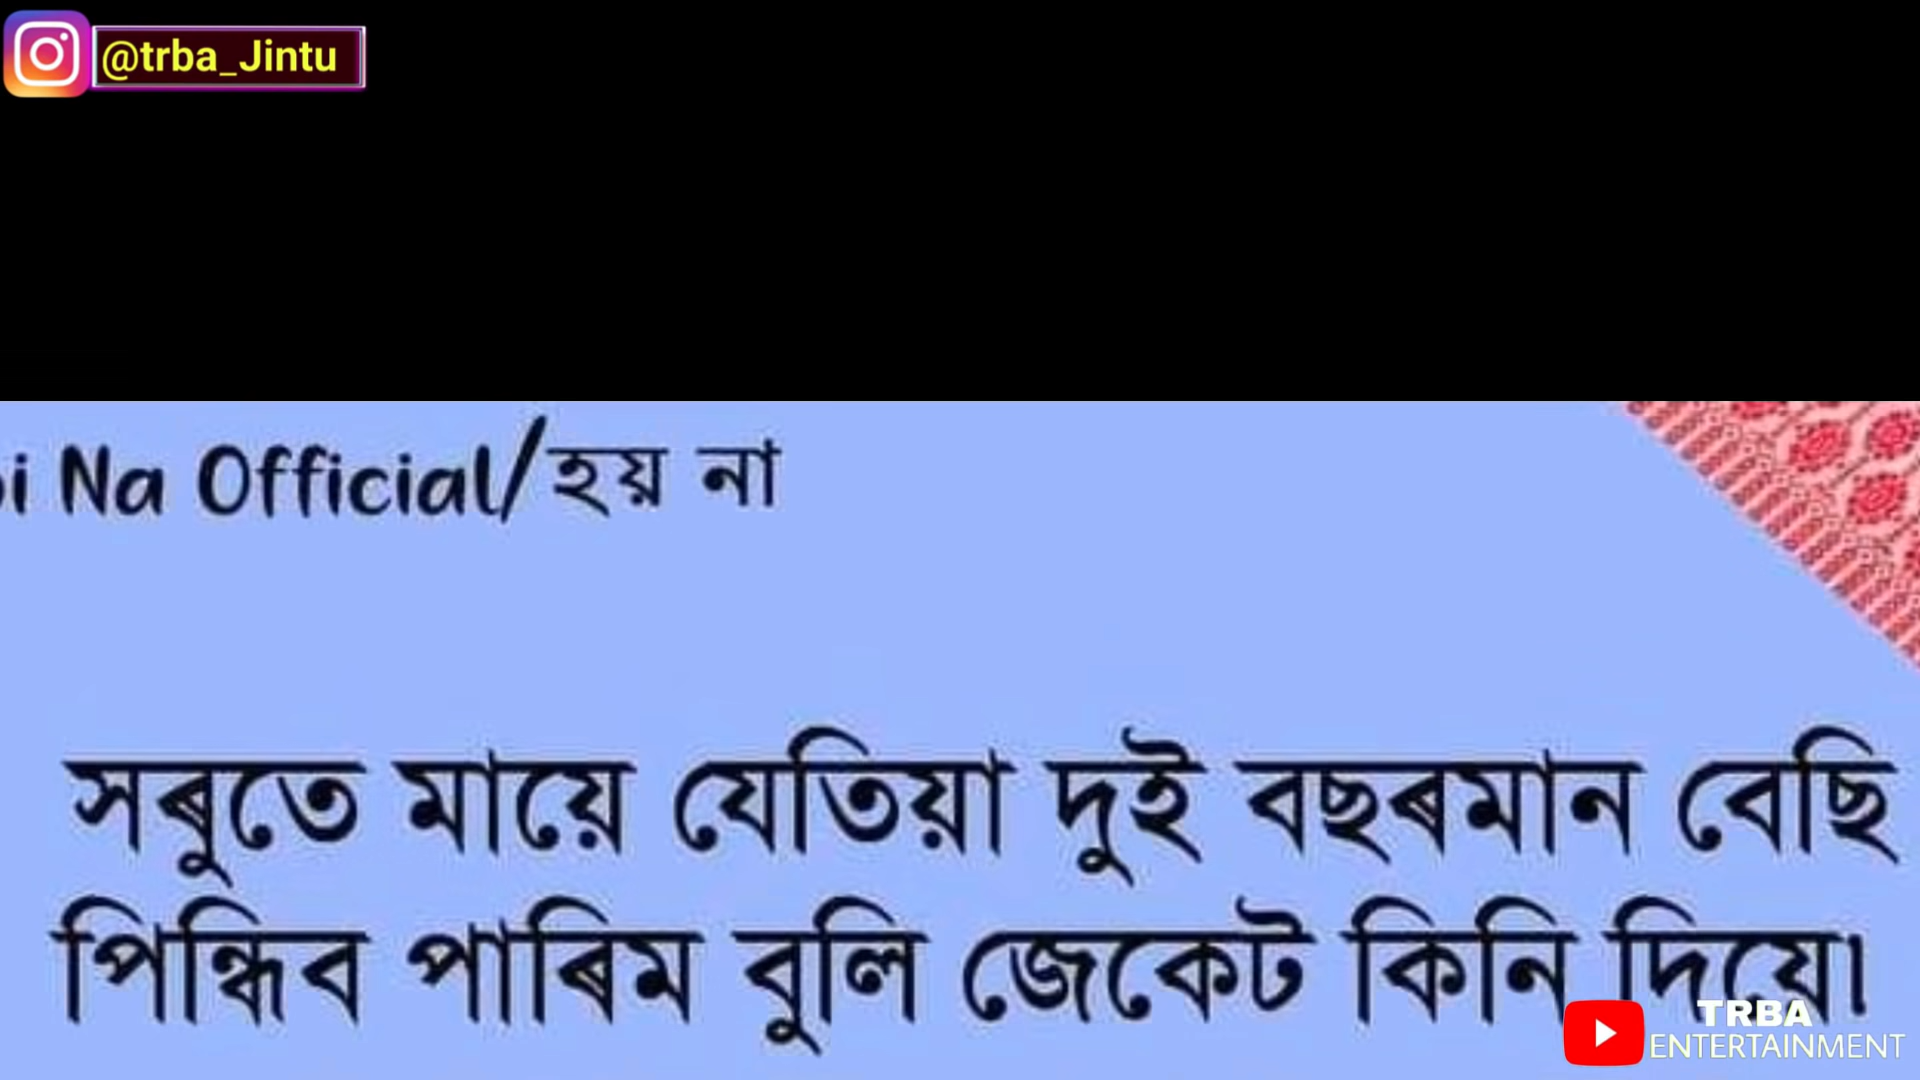 @trba_Jintu
Na Official/হয় না
সৰুতে মায়ে যেতিয়া দুই বছৰমান বেছি
পিন্ধিব পাৰিম বুলি জেকেট কিনি দিয়ে৷
TRBA
ENTERTAINMENT